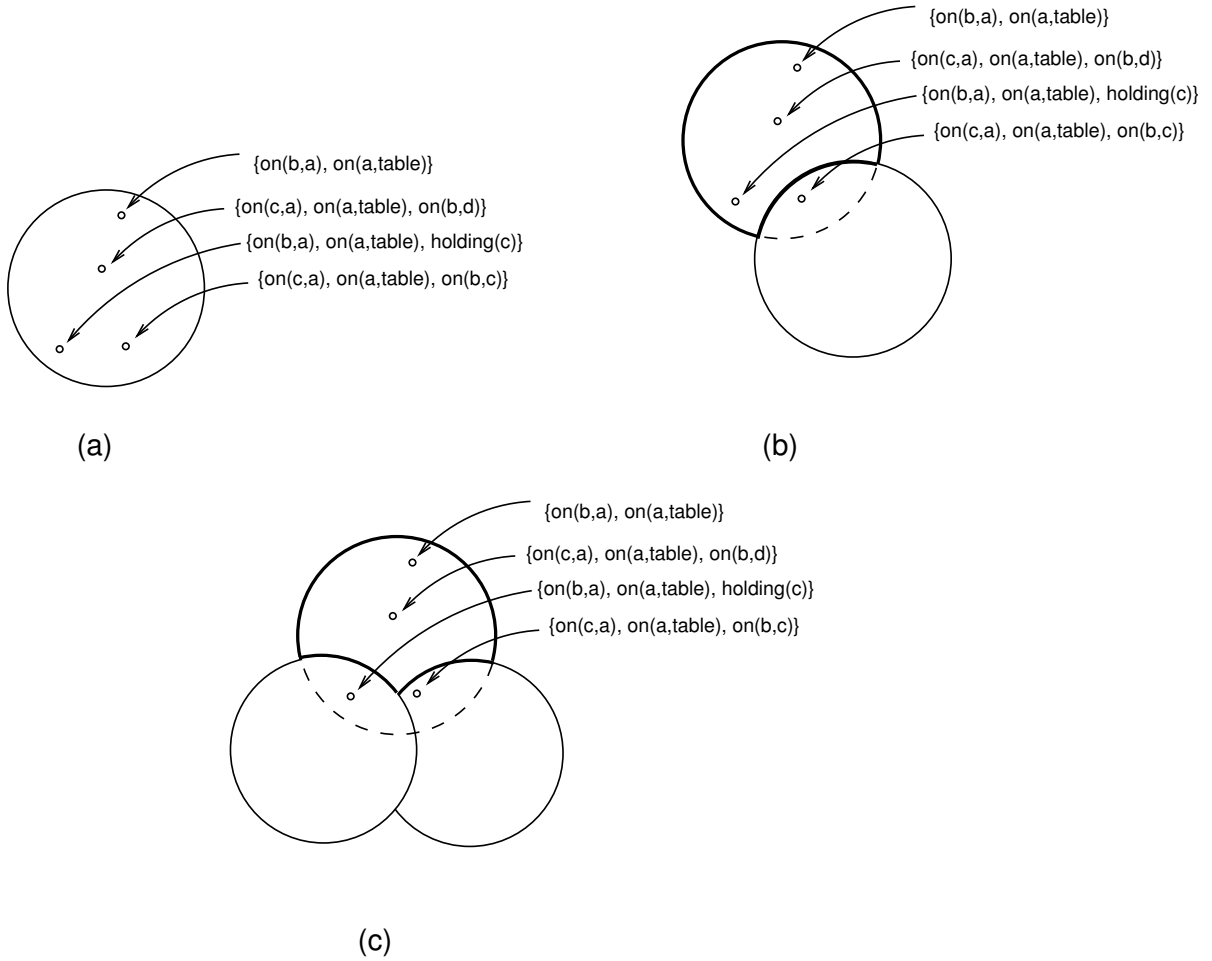 {on(b,a), on(a,table)}
{on(c,a), on(a,table), on(b,d)}
{on(b,a), on(a,table), holding(c)}
{on(c,a), on(a,table), on(b,c)}
(a)
{on(b,a), on(a,table)}
{on(c,a), on(a,table), on(b,d)}
{on(b,a), on(a,table), holding(c)}
{on(c,a), on(a,table), on(b,c)}
(b)
{on(b,a), on(a,table)}
{on(c,a), on(a,table), on(b,d)}
{on(b,a), on(a,table), holding(c)}
{on(c,a), on(a,table), on(b,c)}
(c)